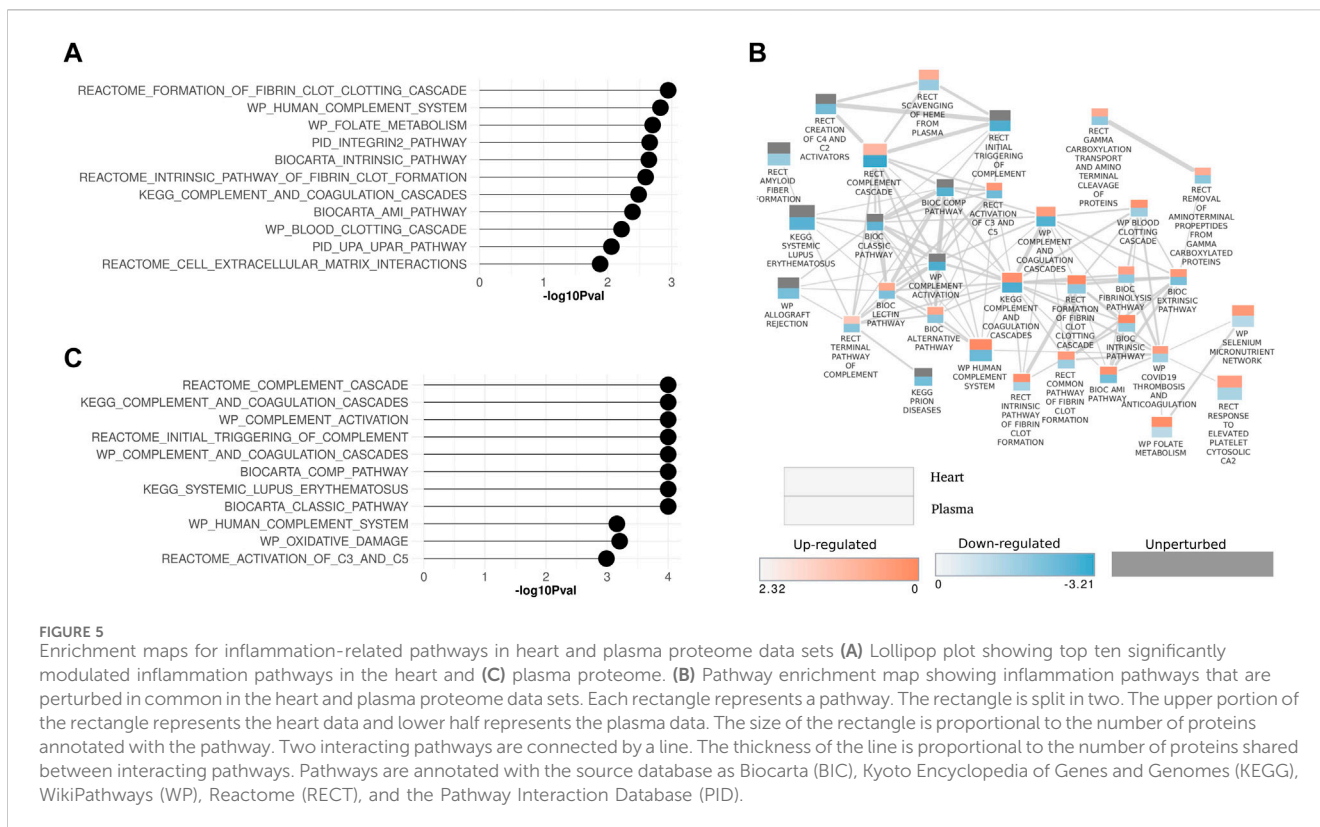 A
REACTOME_FORMATION_OF_FIBRIN_CLOT_CLOTTING_CASCADE
WP_HUMAN_COMPLEMENT_SYSTEM
WP_FOLATE_METABOLISM
PID_INTEGRIN2_PATHWAY
BIOCARTA_INTRINSIC_PATHWAY
REACTOME_INTRINSIC_PATHWAY_OF_FIBRIN_CLOT_FORMATION
KEGG_COMPLEMENT_AND_COAGULATION_CASCADES
BIOCARTA_AMI_PATHWAY
WP_BLOOD_CLOTTING_CASCADE
PID_UPA_UPAR_PATHWAY
REACTOME_CELL_EXTRACELLULAR_MATRIX_INTERACTIONS
0 -1 -2 -3
-log10Pval
C
REACTOME_COMPLEMENT_CASCADE
KEGG_COMPLEMENT_AND_COAGULATION_CASCADES
WP_COMPLEMENT_ACTIVATION
REACTOME_INITIAL_TRIGGERING_OF_COMPLEMENT
WP_COMPLEMENT_AND_COAGULATION_CASCADES
BIOCARTA_COMP_PATHWAY
KEGG_SYSTEMIC_LUPUS_ERYTHEMATOSUS
BIOCARTA_CLASSIC_PATHWAY
WP_HUMAN_COMPLEMENT_SYSTEM
WP_OXIDATIVE_DAMAGE
REACTOME_ACTIVATION_OF_C3_AND_C5
0 1 2 3 4
-log10Pval
B
RECT
SCAVENGING
OF HEME
FROM
PLASMA
RECT
CREATION
OF C4 AND
C2
ACTIVATORS
RECT
INITIAL
TRIGGERING
OF
COMPLEMENT
RECT
GAMMA
CARBOXYLATION
TRANSPORT
AND AMINO
TERMINAL
CLEAVAGE OF
PROTEINS
RECT
REMOVAL OF
AMINOTERMINAL
PROPEPTIDES
FROM
GAMMA
CARBOXYLATED
PROTEINS
RECT
AMYLOID
FIBER
FORMATION
RECT
COMPLEMENT
CASCADE
BIOC COMP
PATHWAY
RECT
ACTIVATION
OF C3 AND
C5
WP
COMPLEMENT
AND
COAGULATION
CASCADES
WP BLOOD
CLOTTING
CASCADE
KEGG
SYSTEMIC
LUPUS
ERYTHEMATOSUS
BIOC
CLASSIC
PATHWAY
WP
COMPLEMENT
ACTIVATION
KEGG
COMPLEMENT
AND
COAGULATION
CASCADES
RECT
FORMATION
OF FIBRIN
CLOT
CLOTTING
CASCADE
BIOC
FIBRINOLYSIS
PATHWAY
BIOC
EXTRINSIC
PATHWAY
WP
ALLOGRAFT
REJECTION
BIOC
LECTIN
PATHWAY
BIOC
ALTERNATIVE
PATHWAY
RECT
TERMINAL
PATHWAY
OF
COMPLEMENT
BIOC
INTRINSIC
PATHWAY
WP
SELENIUM
MICRONUTRIENT
NETWORK
WP HUMAN
COMPLEMENT
SYSTEM
KEGG
PRION
DISEASES
RECT
INTRINSIC
PATHWAY
OF FIBRIN
CLOT
FORMATION
RECT
COMMON
PATHWAY
OF FIBRIN
CLOT
FORMATION
BIOC AMI
PATHWAY
WP
COVID19
THROMBOSIS
AND
ANTICOAGULATION
WP FOLATE
METABOLISM
RECT
RESPONSE
TO
ELEVATED
PLATELET
CYTOSOLIC
CA2
Heart
Plasma
Up-regulated Down-regulated Unperturbed
2.32 0 0 -3.21
FIGURE 5
Enrichment maps for inflammation-related pathways in heart and plasma proteome data sets (A) Lollipop plot showing top ten significantly
modulated inflammation pathways in the heart and (C) plasma proteome. (B) Pathway enrichment map showing inflammation pathways that are
perturbed in common in the heart and plasma proteome data sets. Each rectangle represents a pathway. The rectangle is split in two. The upper portion of
the rectangle represents the heart data and lower half represents the plasma data. The size of the rectangle is proportional to the number of proteins
annotated with the pathway. Two interacting pathways are connected by a line. The thickness of the line is proportional to the number of proteins shared
between interacting pathways. Pathways are annotated with the source database as Biocarta (BIC), Kyoto Encyclopedia of Genes and Genomes (KEGG),
WikiPathways (WP), Reactome (RECT), and the Pathway Interaction Database (PID).